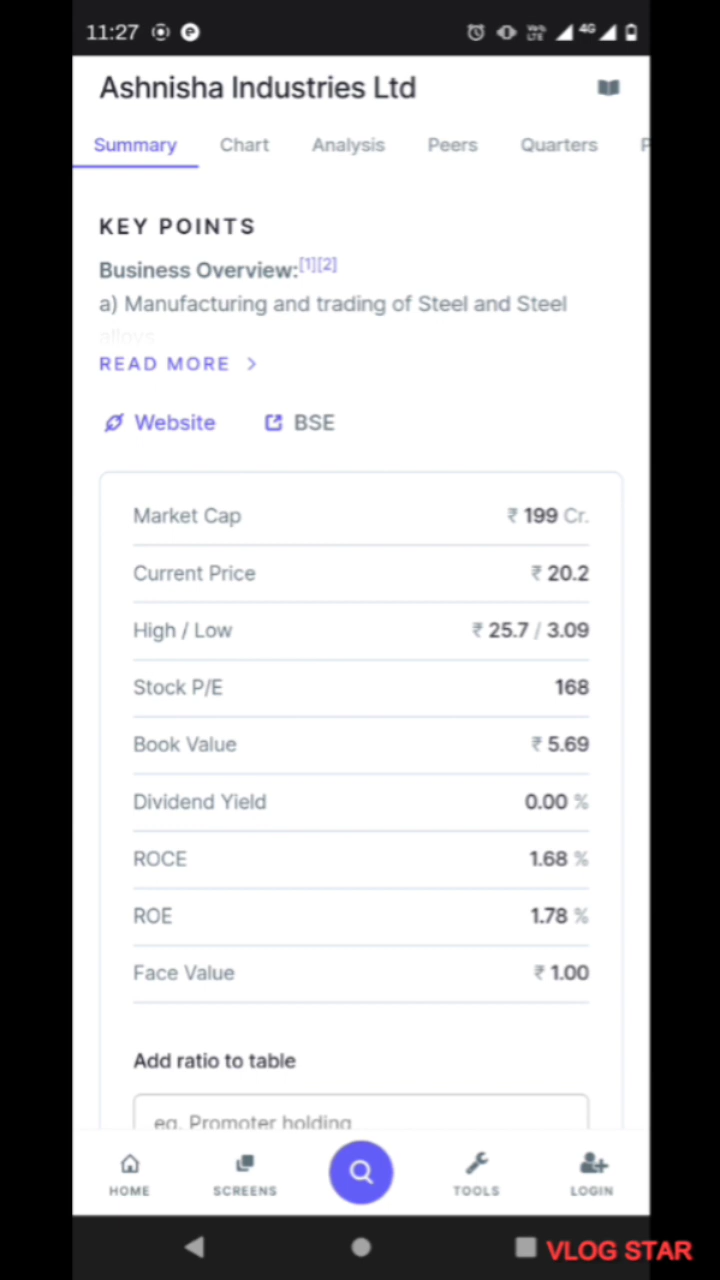 11:27
4G
Ashnisha Industries Ltd
Summary Chart Analysis Peers Quarters P
KEY POINTS
Business Overview:[1][2]
a) Manufacturing and trading of Steel and Steel
alloys
READ MORE
Website BSE
Market Cap ₹ 199 Cr.
Current Price ₹ 20.2
High / Low ₹ 25.7 / 3.09
Stock P/E 168
Book Value ₹ 5.69
Dividend Yield 0.00 %
ROCE 1.68 %
ROE 1.78 %
Face Value ₹ 1.00
Add ratio to table
eg. Promoter holding
HOME SCREENS TOOLS LOGIN
VLOG STAR